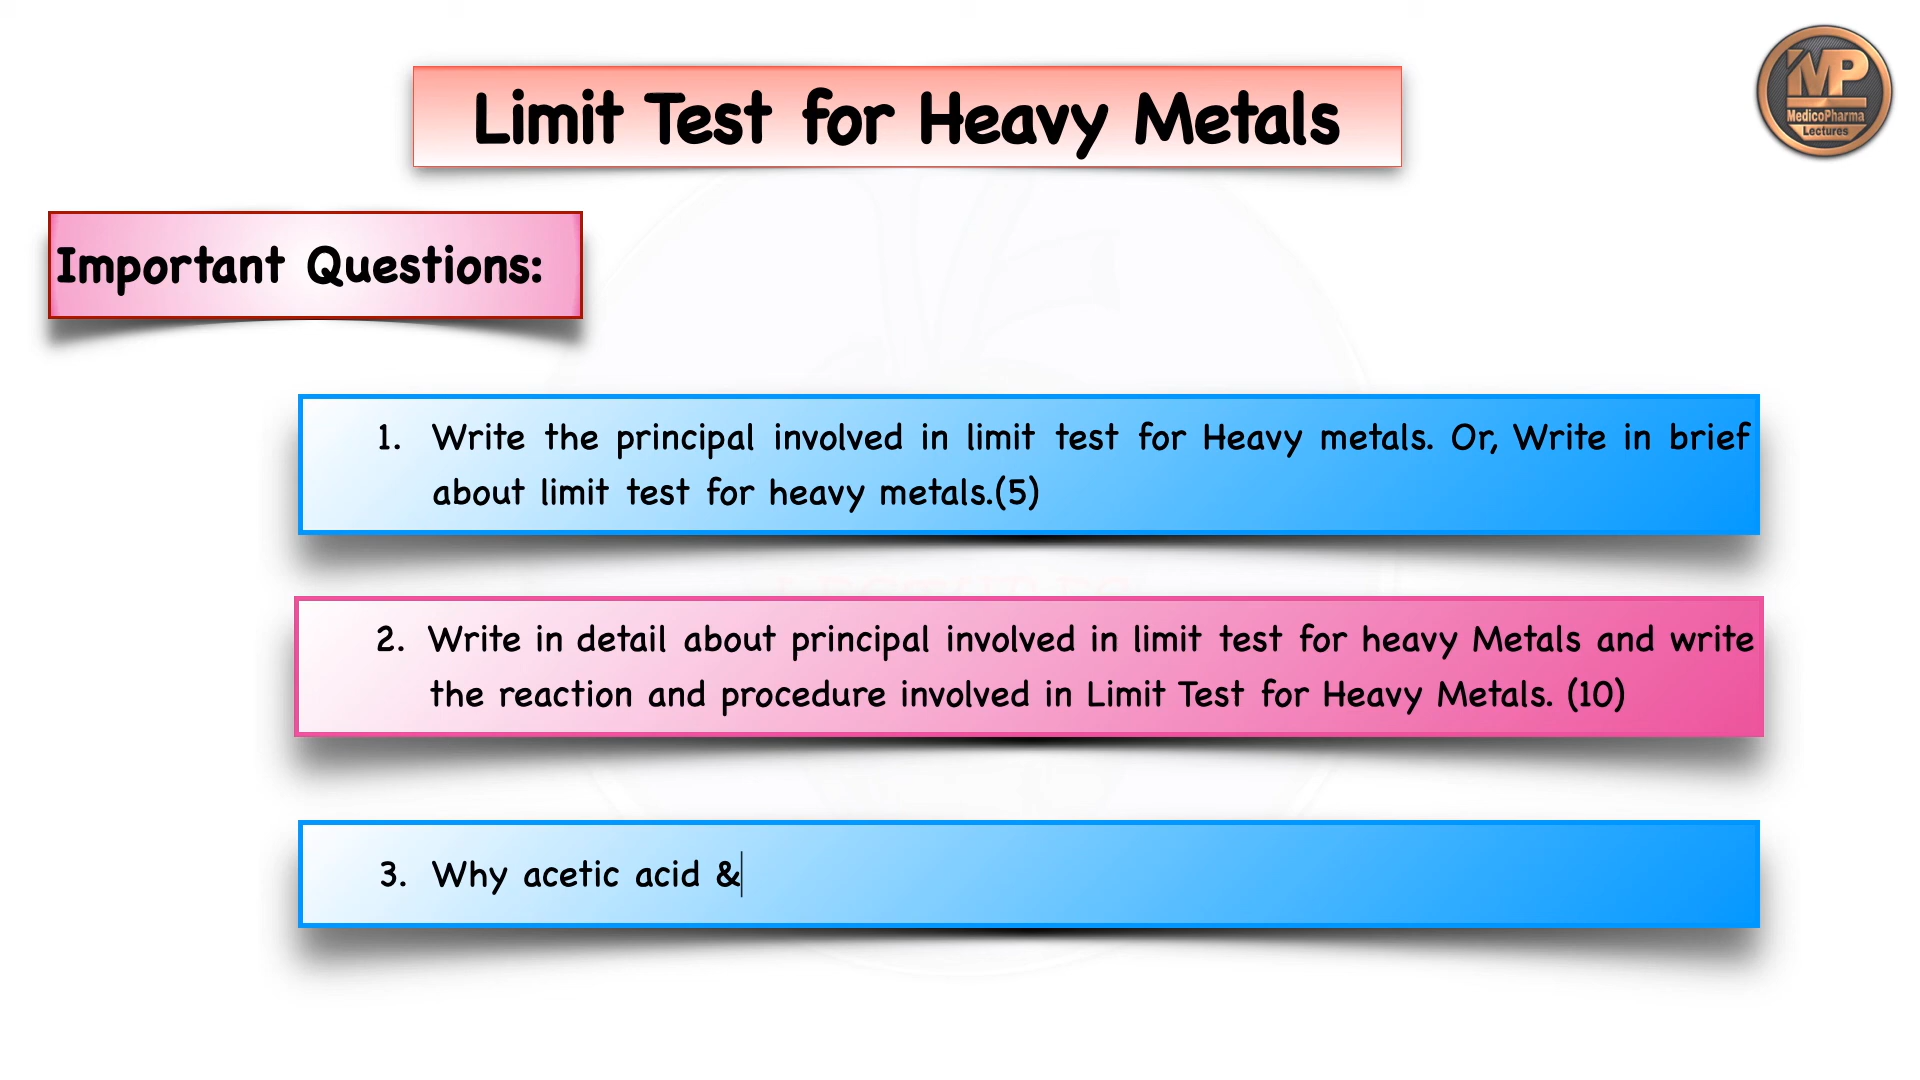 Limit Test for Heavy Metals
MP
MedicoPharma
Lectures
Important Questions:
1. Write the principal involved in limit test for Heavy metals. Or, Write in brief
about limit test for heavy metals.(5)
2. Write in detail about principal involved in limit test for heavy Metals and write
the reaction and procedure involved in Limit Test for Heavy Metals. (10)
3. Why acetic acid &